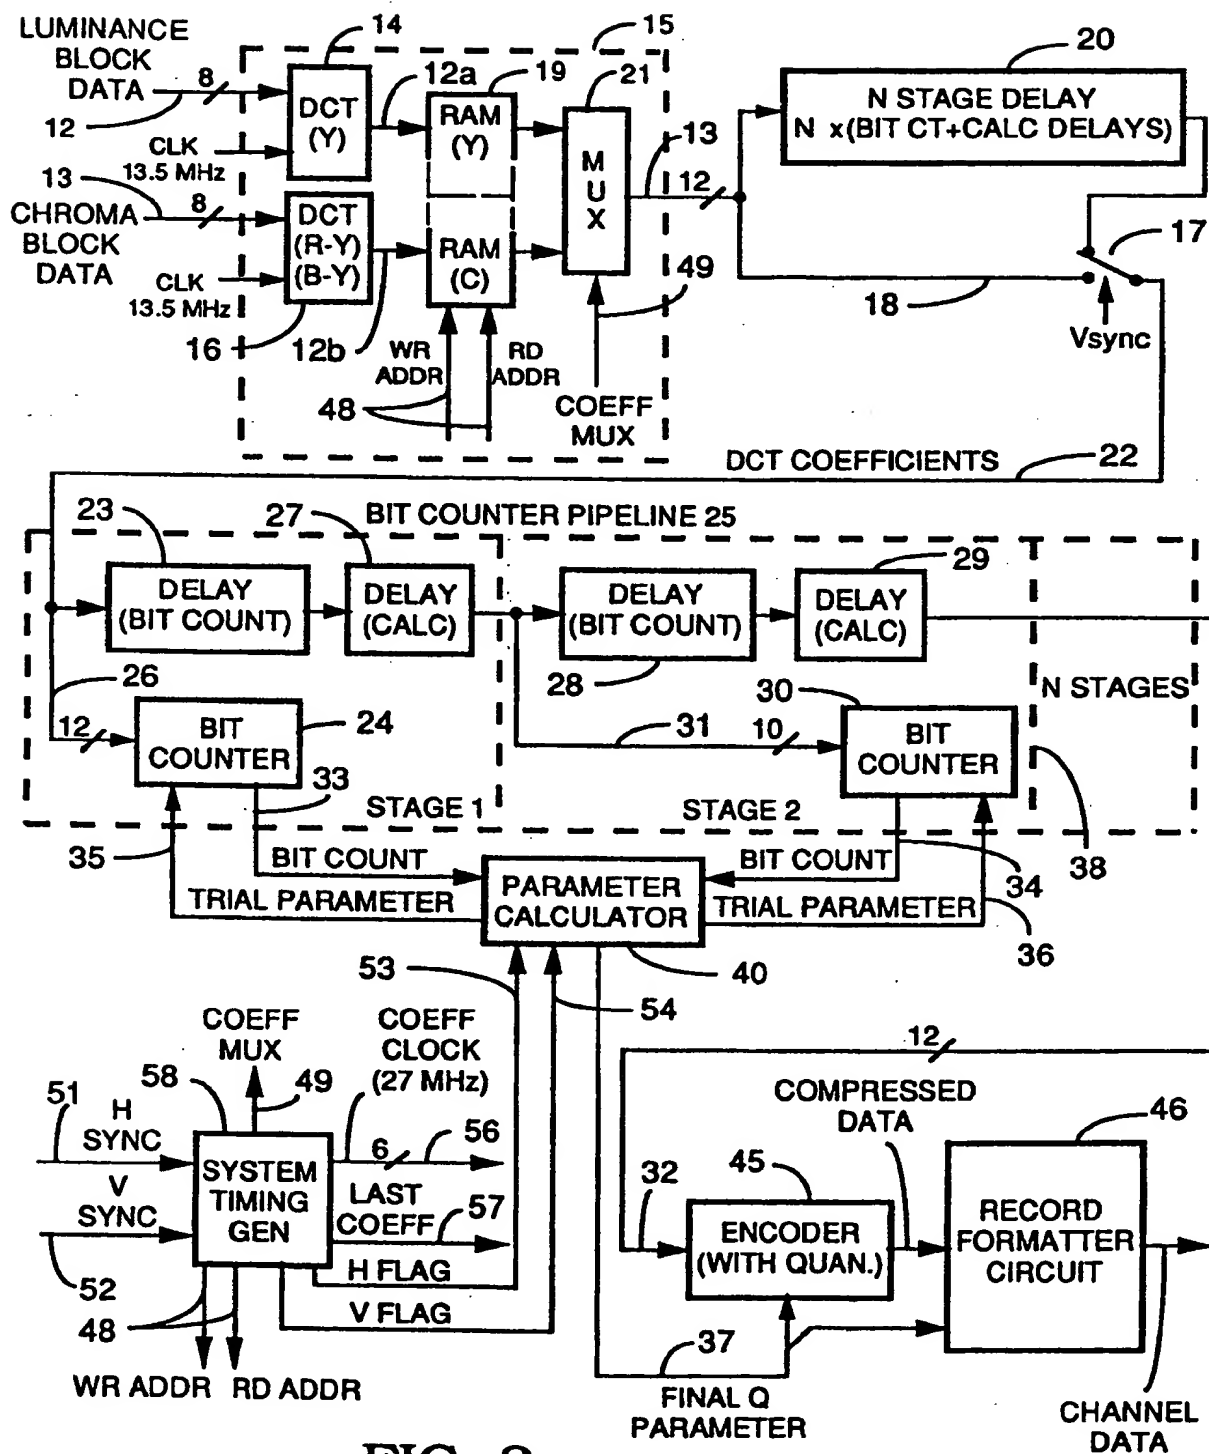 LUMINANCE
BLOCK
DATA
8
12
CLK
13.5 MHz
13
8
CHROMA
BLOCK
DATA
CLK
13.5 MHz
14
DCT
(Y)
12a
19
RAM
(Y)
15
21
MUX
DCT
(R-Y)
(B-Y)
RAM
(C)
16
12b
WR
ADDR
RD
ADDR
48
COEFF
MUX
13
12
49
20
N STAGE DELAY
N x(BIT CT+CALC DELAYS)
17
18
Vsync
DCT COEFFICIENTS
22
23
27
BIT COUNTER PIPELINE 25
DELAY
(BIT COUNT)
DELAY
(CALC)
DELAY
(BIT COUNT)
29
DELAY
(CALC)
26
12
BIT
COUNTER
24
28
30
31
10
BIT
COUNTER
N STAGES
33
STAGE 1
STAGE 2
38
35
BIT COUNT
TRIAL PARAMETER
PARAMETER
CALCULATOR
BIT COUNT
34
TRIAL PARAMETER
36
53
40
54
COEFF
MUX
COEFF
CLOCK
(27 MHz)
58
49
51
H
SYNC
V
SYNC
52
SYSTEM
TIMING
GEN
6
56
LAST
COEFF
57
H FLAG
V FLAG
48
WR ADDR
RD ADDR
12
COMPRESSED
DATA
46
32
45
ENCODER
(WITH QUAN.)
RECORD
FORMATTER
CIRCUIT
37
FINAL Q
PARAMETER
CHANNEL
DATA